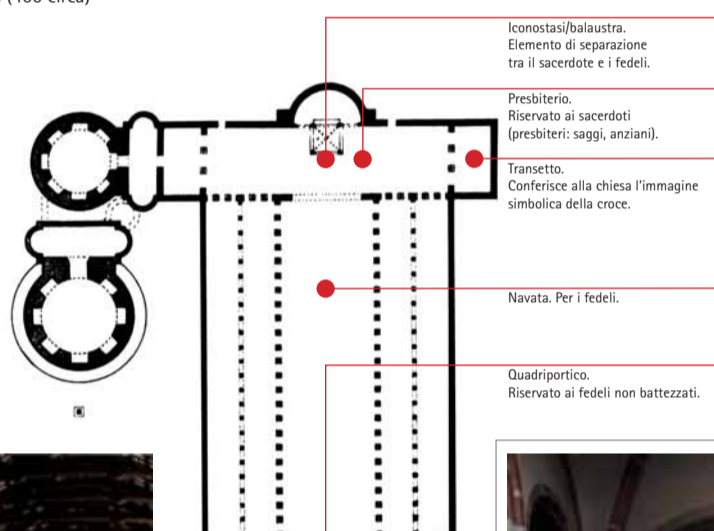 Iconostasi/balaustra.
Elemento di separazione
tra il sacerdote e i fedeli.
Presbiterio.
Riservato ai sacerdoti
(presbiteri: saggi, anziani).
Transetto.
Conferisce alla chiesa l'immagine
simbolica della croce.
Navata. Per i fedeli.
Quadriportico.
Riservato ai fedeli non battezzati.